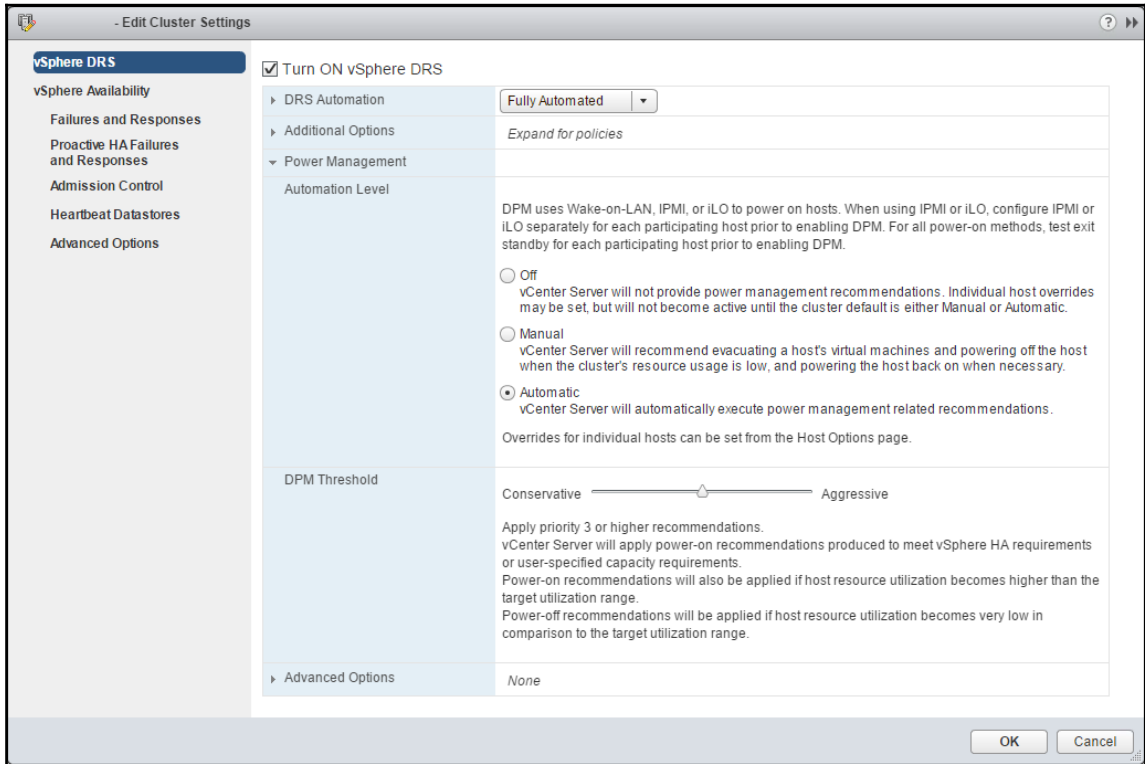 - Edit Cluster Settings
?
vSphere DRS
vSphere Availability
Failures and Responses
Proactive HA Failures
and Responses
Admission Control
Heartbeat Datastores
Advanced Options
Turn ON vSphere DRS
DRS Automation
Fully Automated
Additional Options
Expand for policies
Power Management
Automation Level
DPM uses Wake-on-LAN, IPMI, or iLO to power on hosts. When using IPMI or iLO, configure IPMI or
iLO separately for each participating host prior to enabling DPM. For all power-on methods, test exit
standby for each participating host prior to enabling DPM.
Off
vCenter Server will not provide power management recommendations. Individual host overrides
may be set, but will not become active until the cluster default is either Manual or Automatic.
Manual
vCenter Server will recommend evacuating a host's virtual machines and powering off the host
when the cluster's resource usage is low, and powering the host back on when necessary.
Automatic
vCenter Server will automatically execute power management related recommendations.
Overrides for individual hosts can be set from the Host Options page.
DPM Threshold
Conservative
Aggressive
Apply priority 3 or higher recommendations.
vCenter Server will apply power-on recommendations produced to meet vSphere HA requirements
or user-specified capacity requirements.
Power-on recommendations will also be applied if host resource utilization becomes higher than the
target utilization range.
Power-off recommendations will be applied if host resource utilization becomes very low in
comparison to the target utilization range.
Advanced Options
None
OK
Cancel